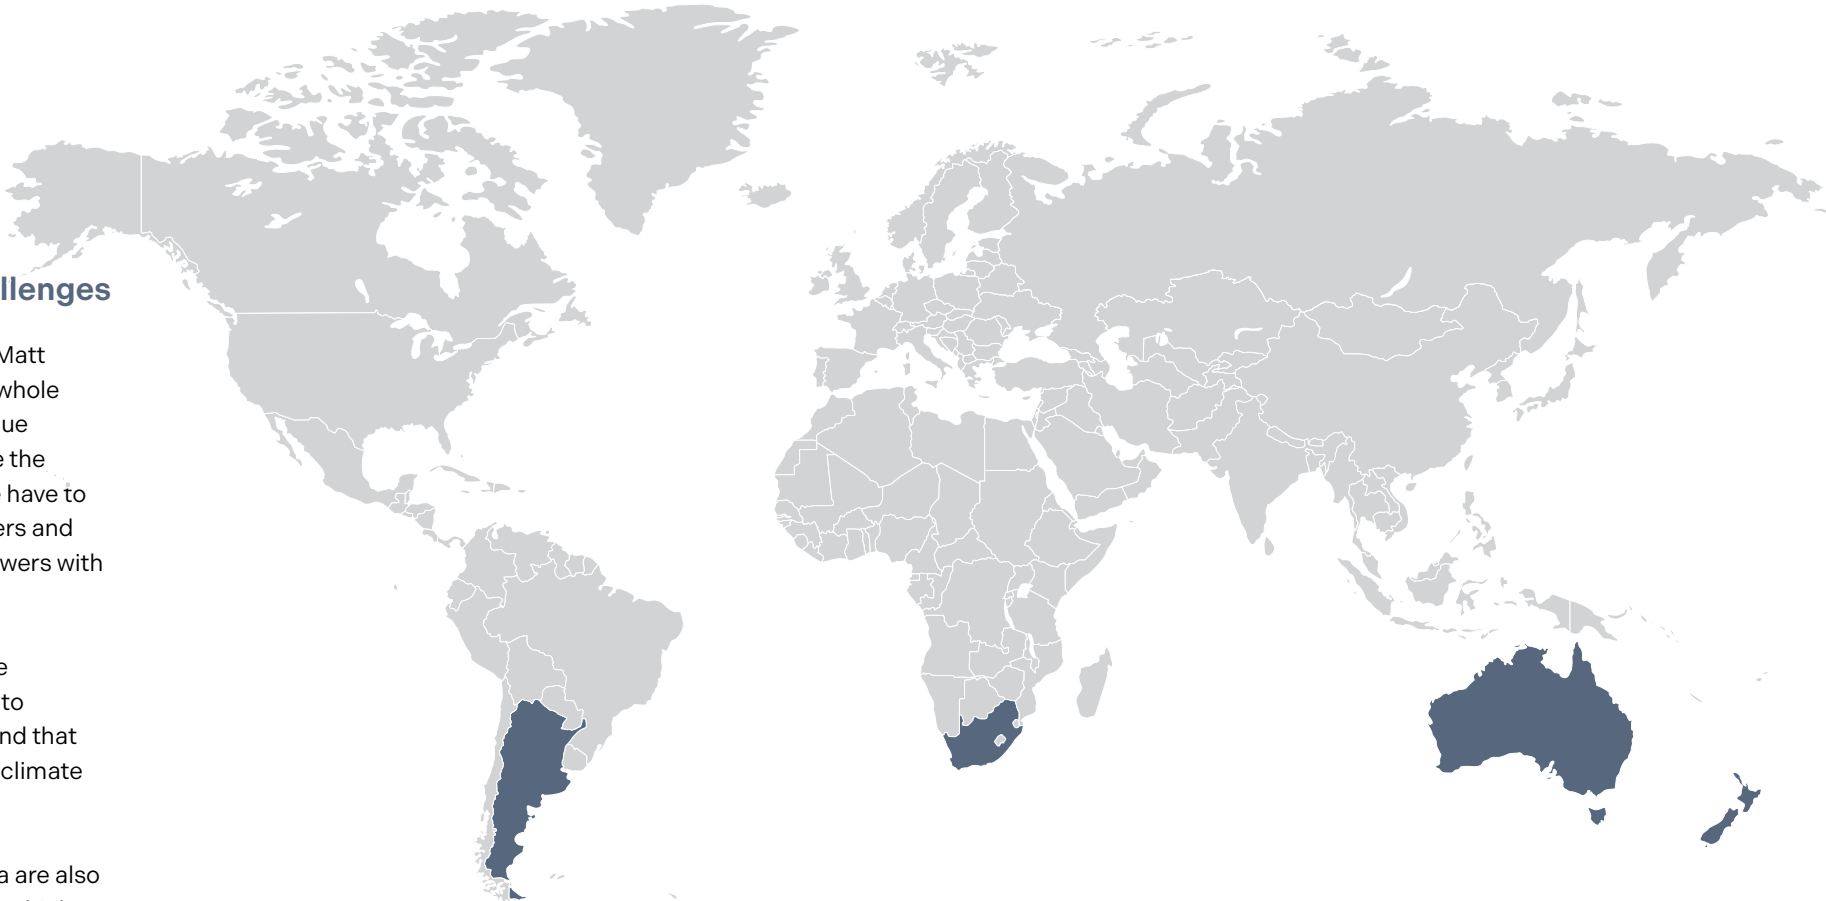 llenges
Matt
whole
ue
e the
have to
ers and
wers with
e
to
nd that
climate
a are also